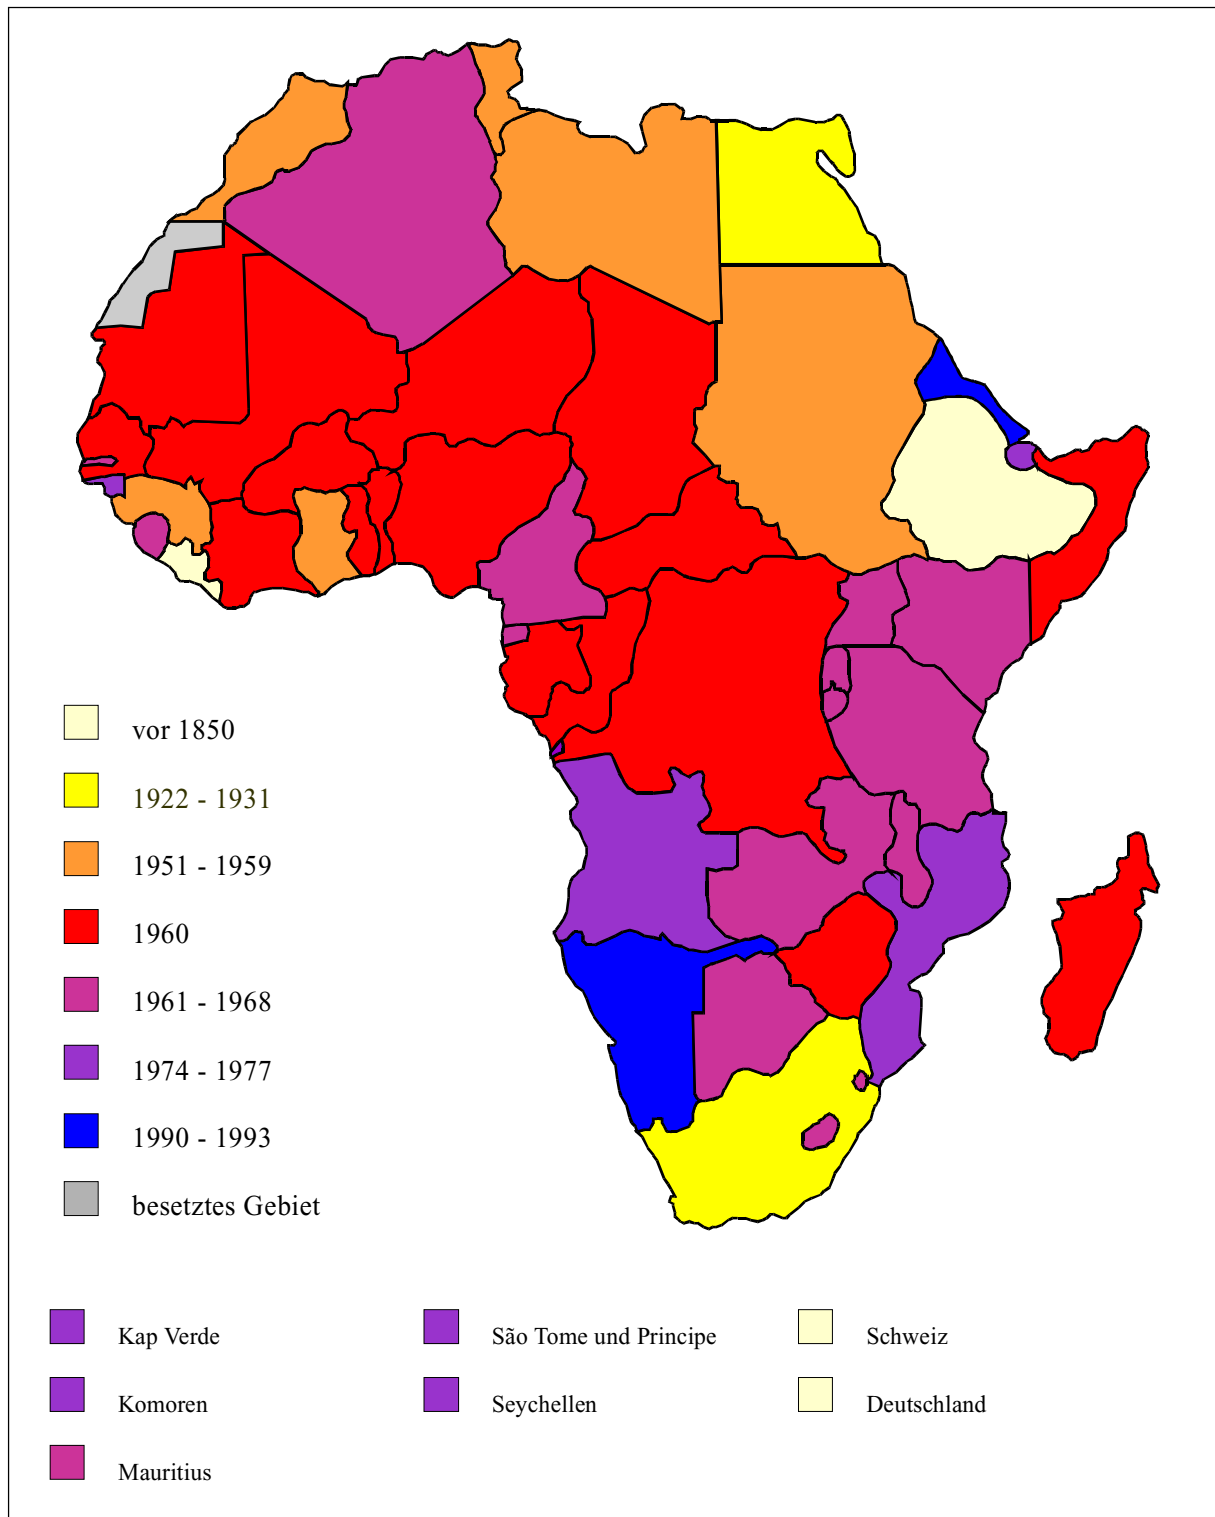 vor 1850
1922 - 1931
1951 - 1959
1960
1961 - 1968
1974 - 1977
1990 - 1993
besetztes Gebiet
Kap Verde
São Tome und Principe
Schweiz
Komoren
Seychellen
Deutschland
Mauritius